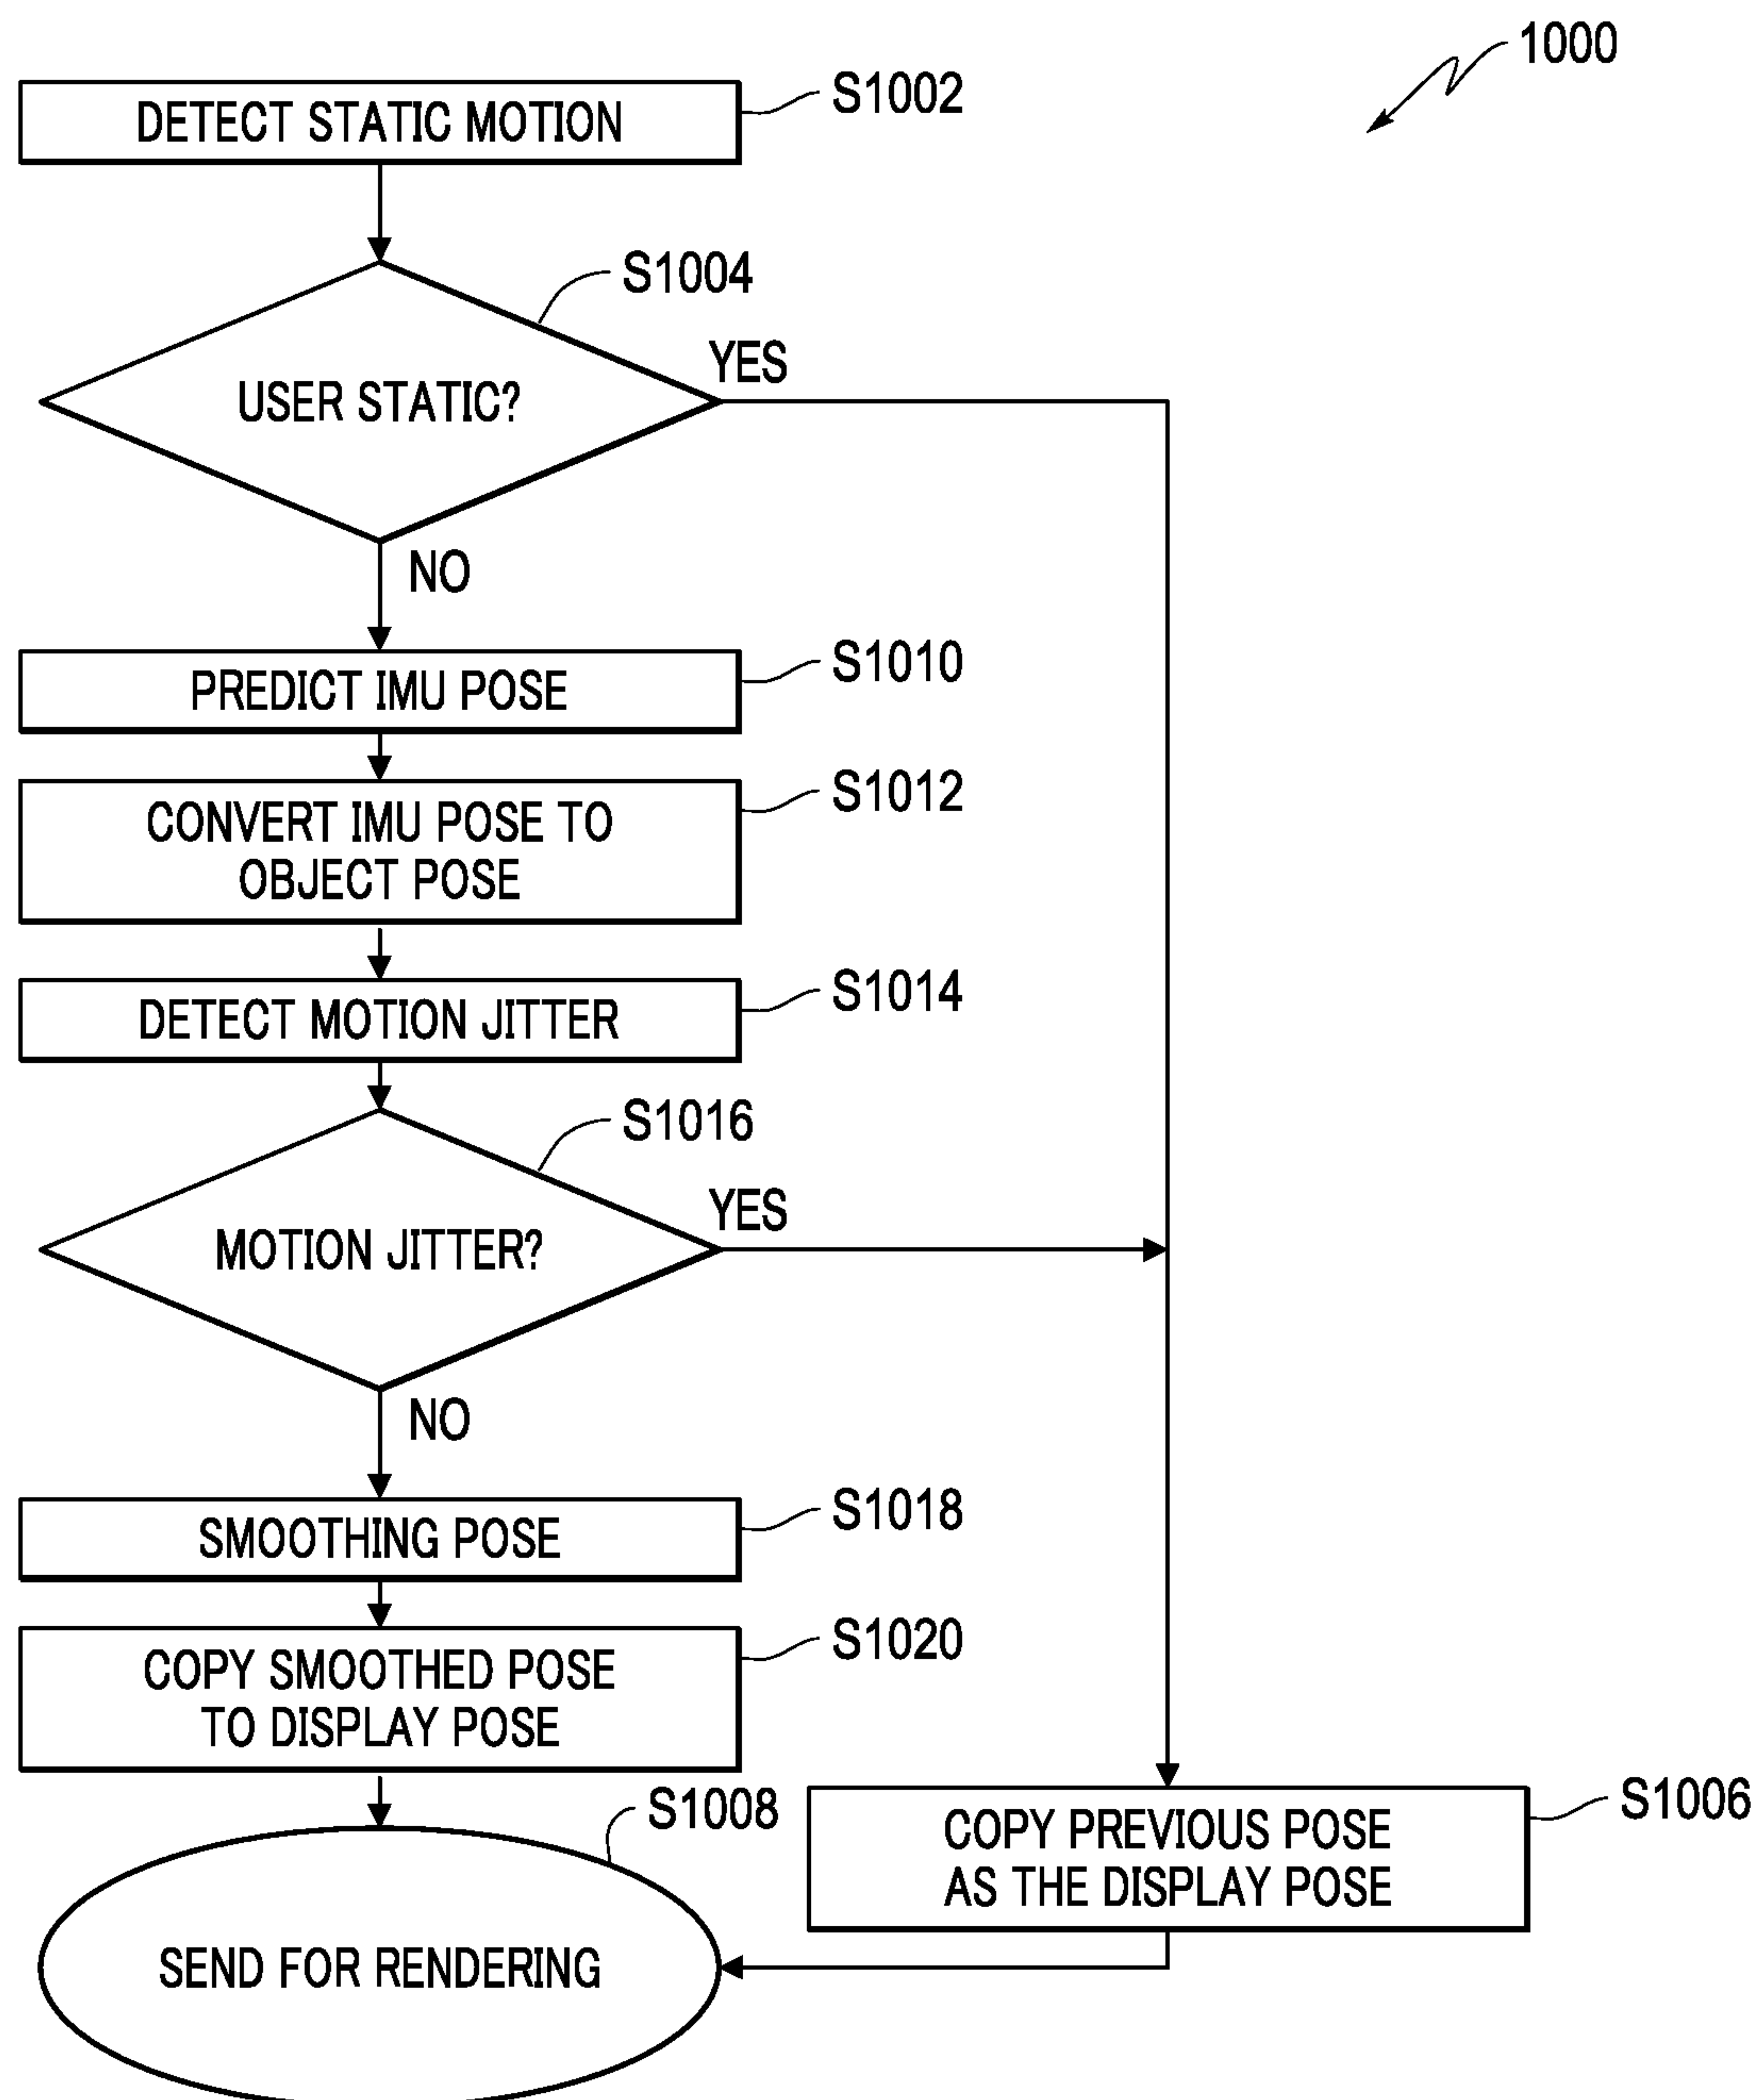 1000
DETECT STATIC MOTION
S1002
S1004
USER STATIC?
YES
NO
PREDICT IMU POSE
S1010
CONVERT IMU POSE TO
OBJECT POSE
S1012
DETECT MOTION JITTER
S1014
S1016
MOTION JITTER?
YES
NO
SMOOTHING POSE
S1018
COPY SMOOTHED POSE
TO DISPLAY POSE
S1020
S1008
SEND FOR RENDERING
COPY PREVIOUS POSE
AS THE DISPLAY POSE
S1006